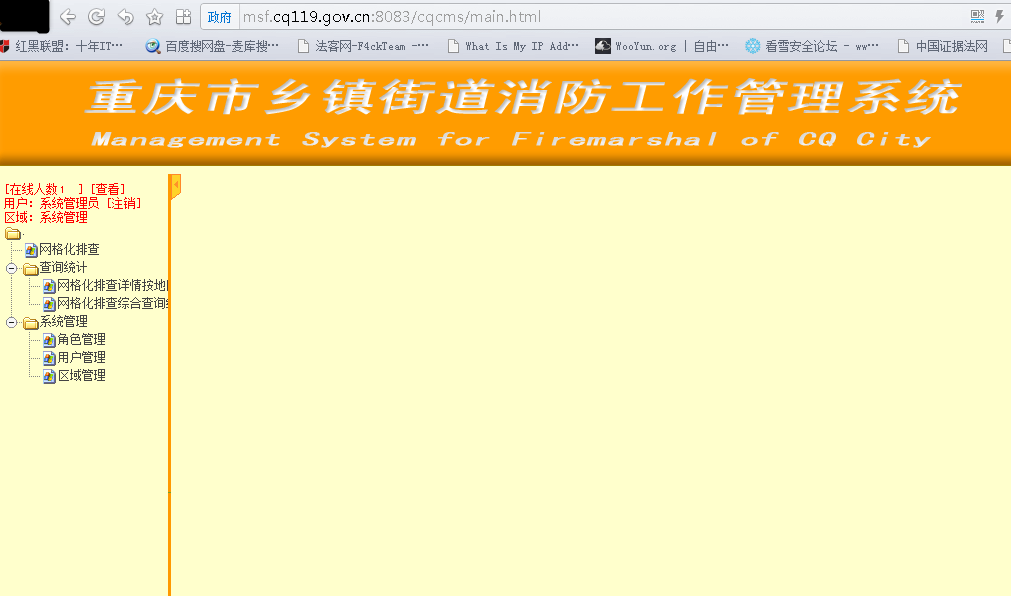 政府 msf.cq119.gov.cn:8083/cqcms/main.html
红黑联盟：十年IT… 百度搜网盘-麦库搜… 法客网-F4ckTeam -… What Is My IP Add… WooYun.org | 自由… 看雪安全论坛 - ww… 中国证据法网
重庆市乡镇街道消防工作管理系统
Management System for Firemarshal of CQ City
[在线人数1 ] [查看]
用户：系统管理员 [注销]
区域：系统管理
网格化排查
查询统计
网格化排查详情按地
网格化排查综合查询
系统管理
角色管理
用户管理
区域管理